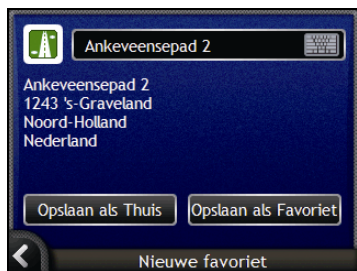 Ankeveensepad 2
Ankeveensepad 2
1243 's-Graveland
Noord-Holland
Nederland
Opslaan als Thuis
Opslaan als Favoriet
Nieuwe favoriet